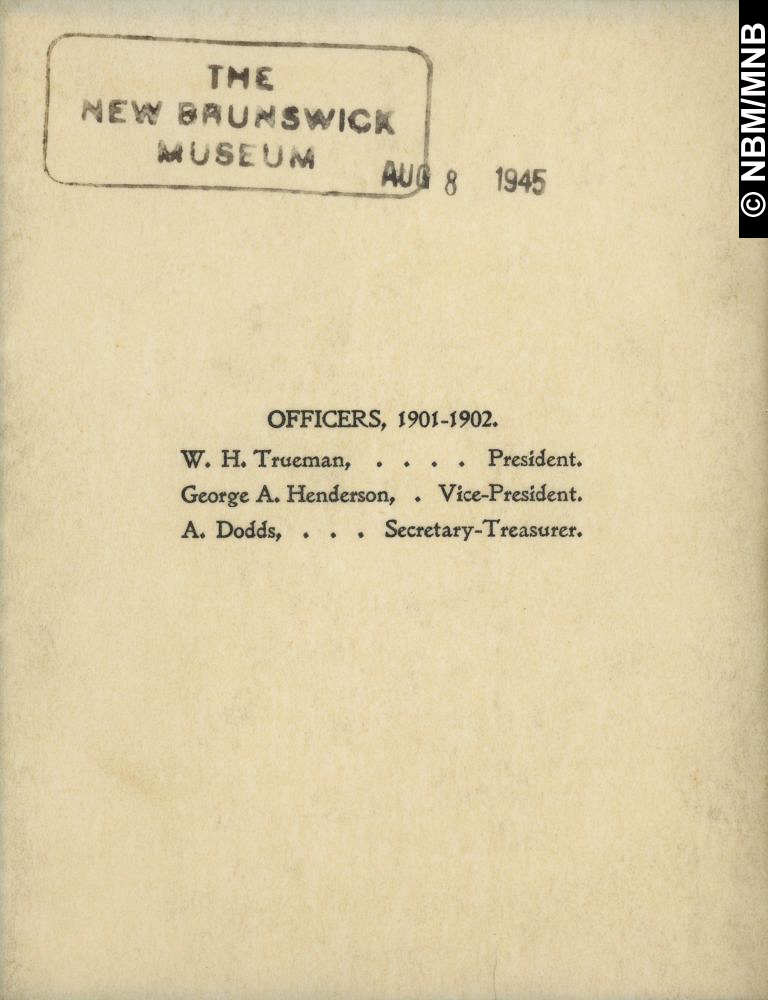 THE
NEW BRUNSWICK
MUSEUM
AUG 8 1945
© NBM/MNB
OFFICERS, 1901-1902.
W. H. Trueman, . . . . President.
George A. Henderson, . Vice-President.
A. Dodds, . . . Secretary-Treasurer.